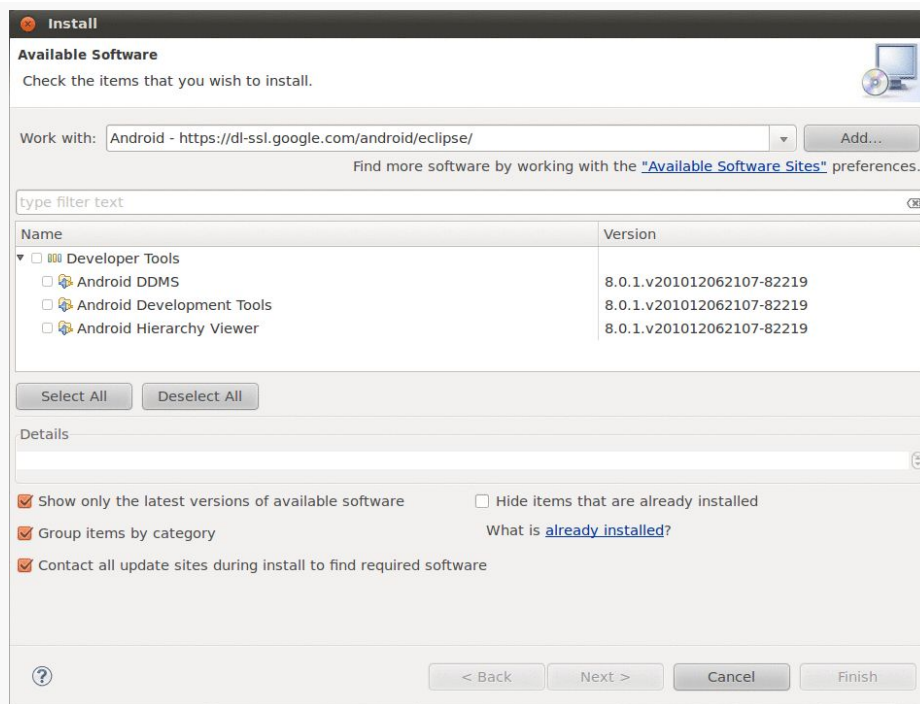 Install
Available Software
Check the items that you wish to install.
Work with: Android - https://dl-ssl.google.com/android/eclipse/ Add...
Find more software by working with the "Available Software Sites" preferences.
type filter text
Name Version
Developer Tools
Android DDMS 8.0.1.v201012062107-82219
Android Development Tools 8.0.1.v201012062107-82219
Android Hierarchy Viewer 8.0.1.v201012062107-82219
Select All Deselect All
Details
Show only the latest versions of available software Hide items that are already installed
Group items by category What is already installed?
Contact all update sites during install to find required software
? < Back Next > Cancel Finish